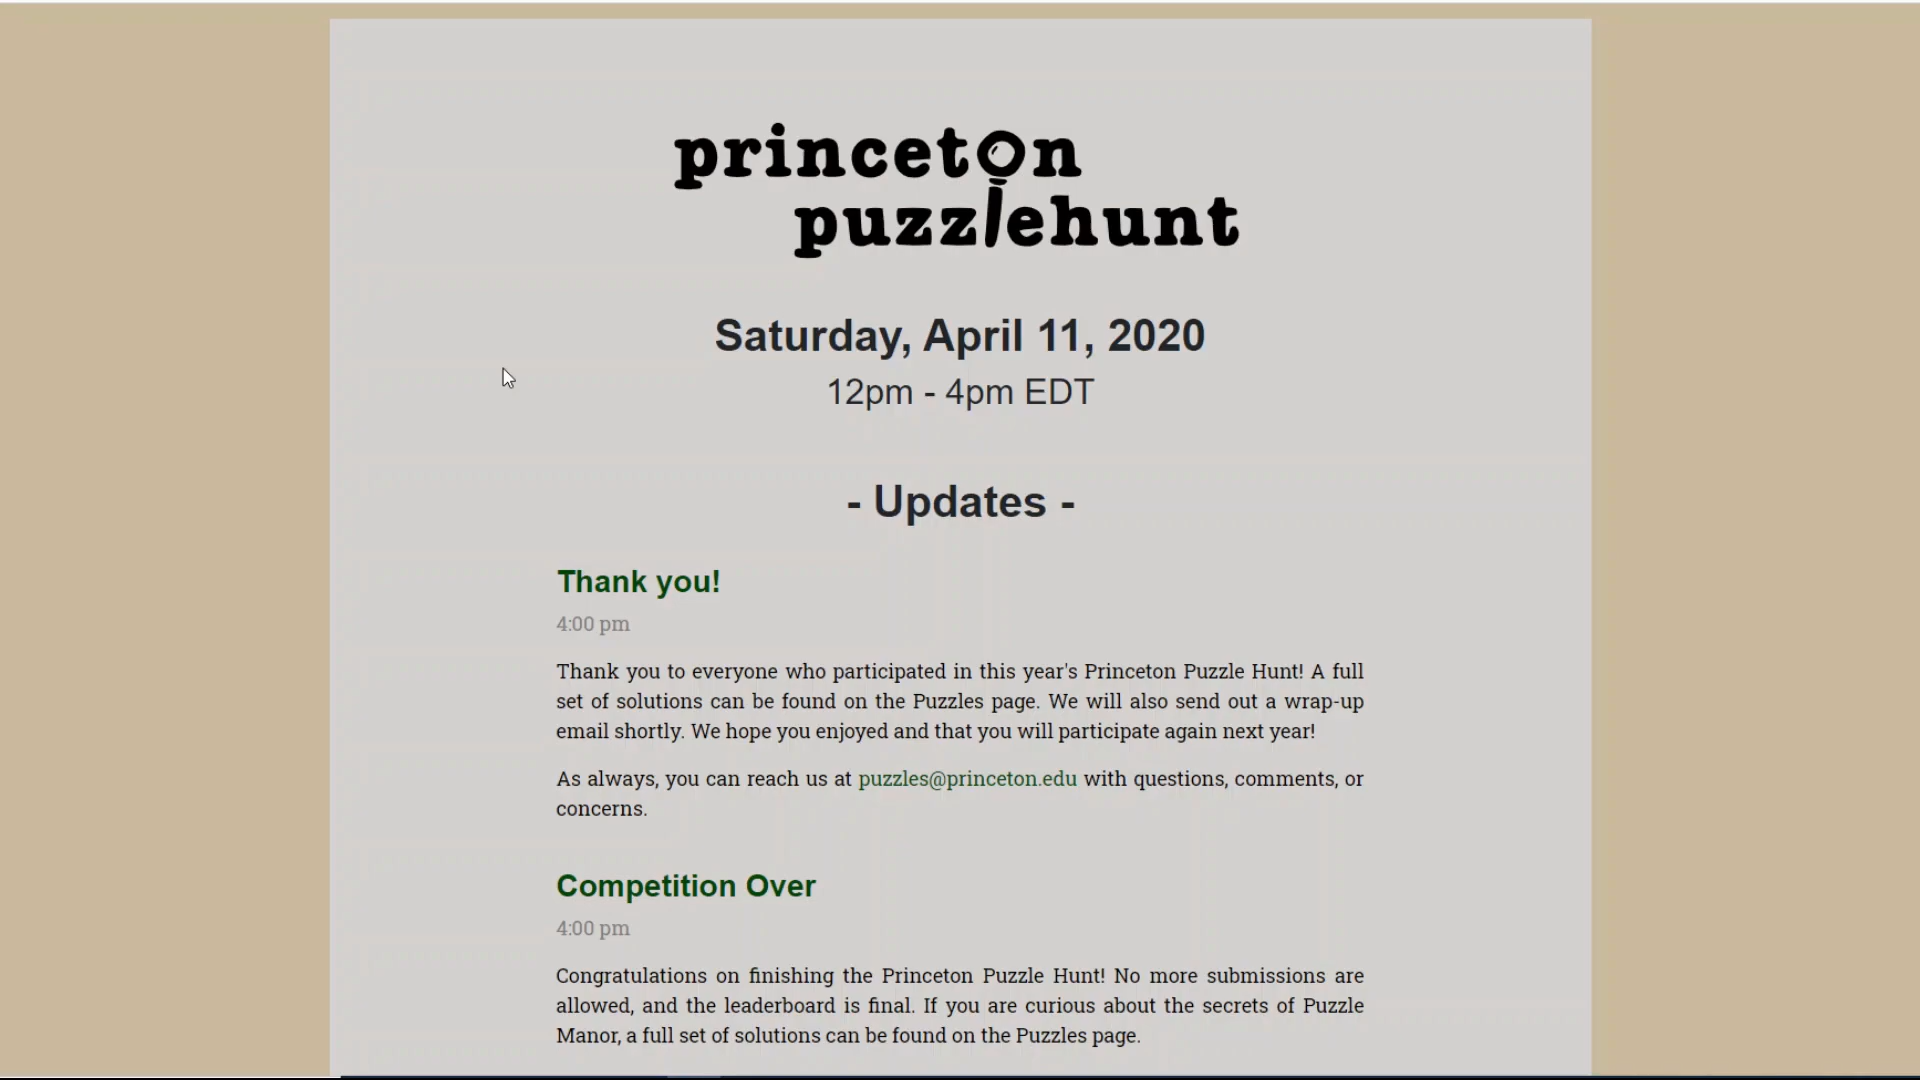 princeton
puzzlehunt
Saturday, April 11, 2020
12pm - 4pm EDT
- Updates -
Thank you!
4:00 pm
Thank you to everyone who participated in this year's Princeton Puzzle Hunt! A full
set of solutions can be found on the Puzzles page. We will also send out a wrap-up
email shortly. We hope you enjoyed and that you will participate again next year!
As always, you can reach us at puzzles@princeton.edu with questions, comments, or
concerns.
Competition Over
4:00 pm
Congratulations on finishing the Princeton Puzzle Hunt! No more submissions are
allowed, and the leaderboard is final. If you are curious about the secrets of Puzzle
Manor, a full set of solutions can be found on the Puzzles page.